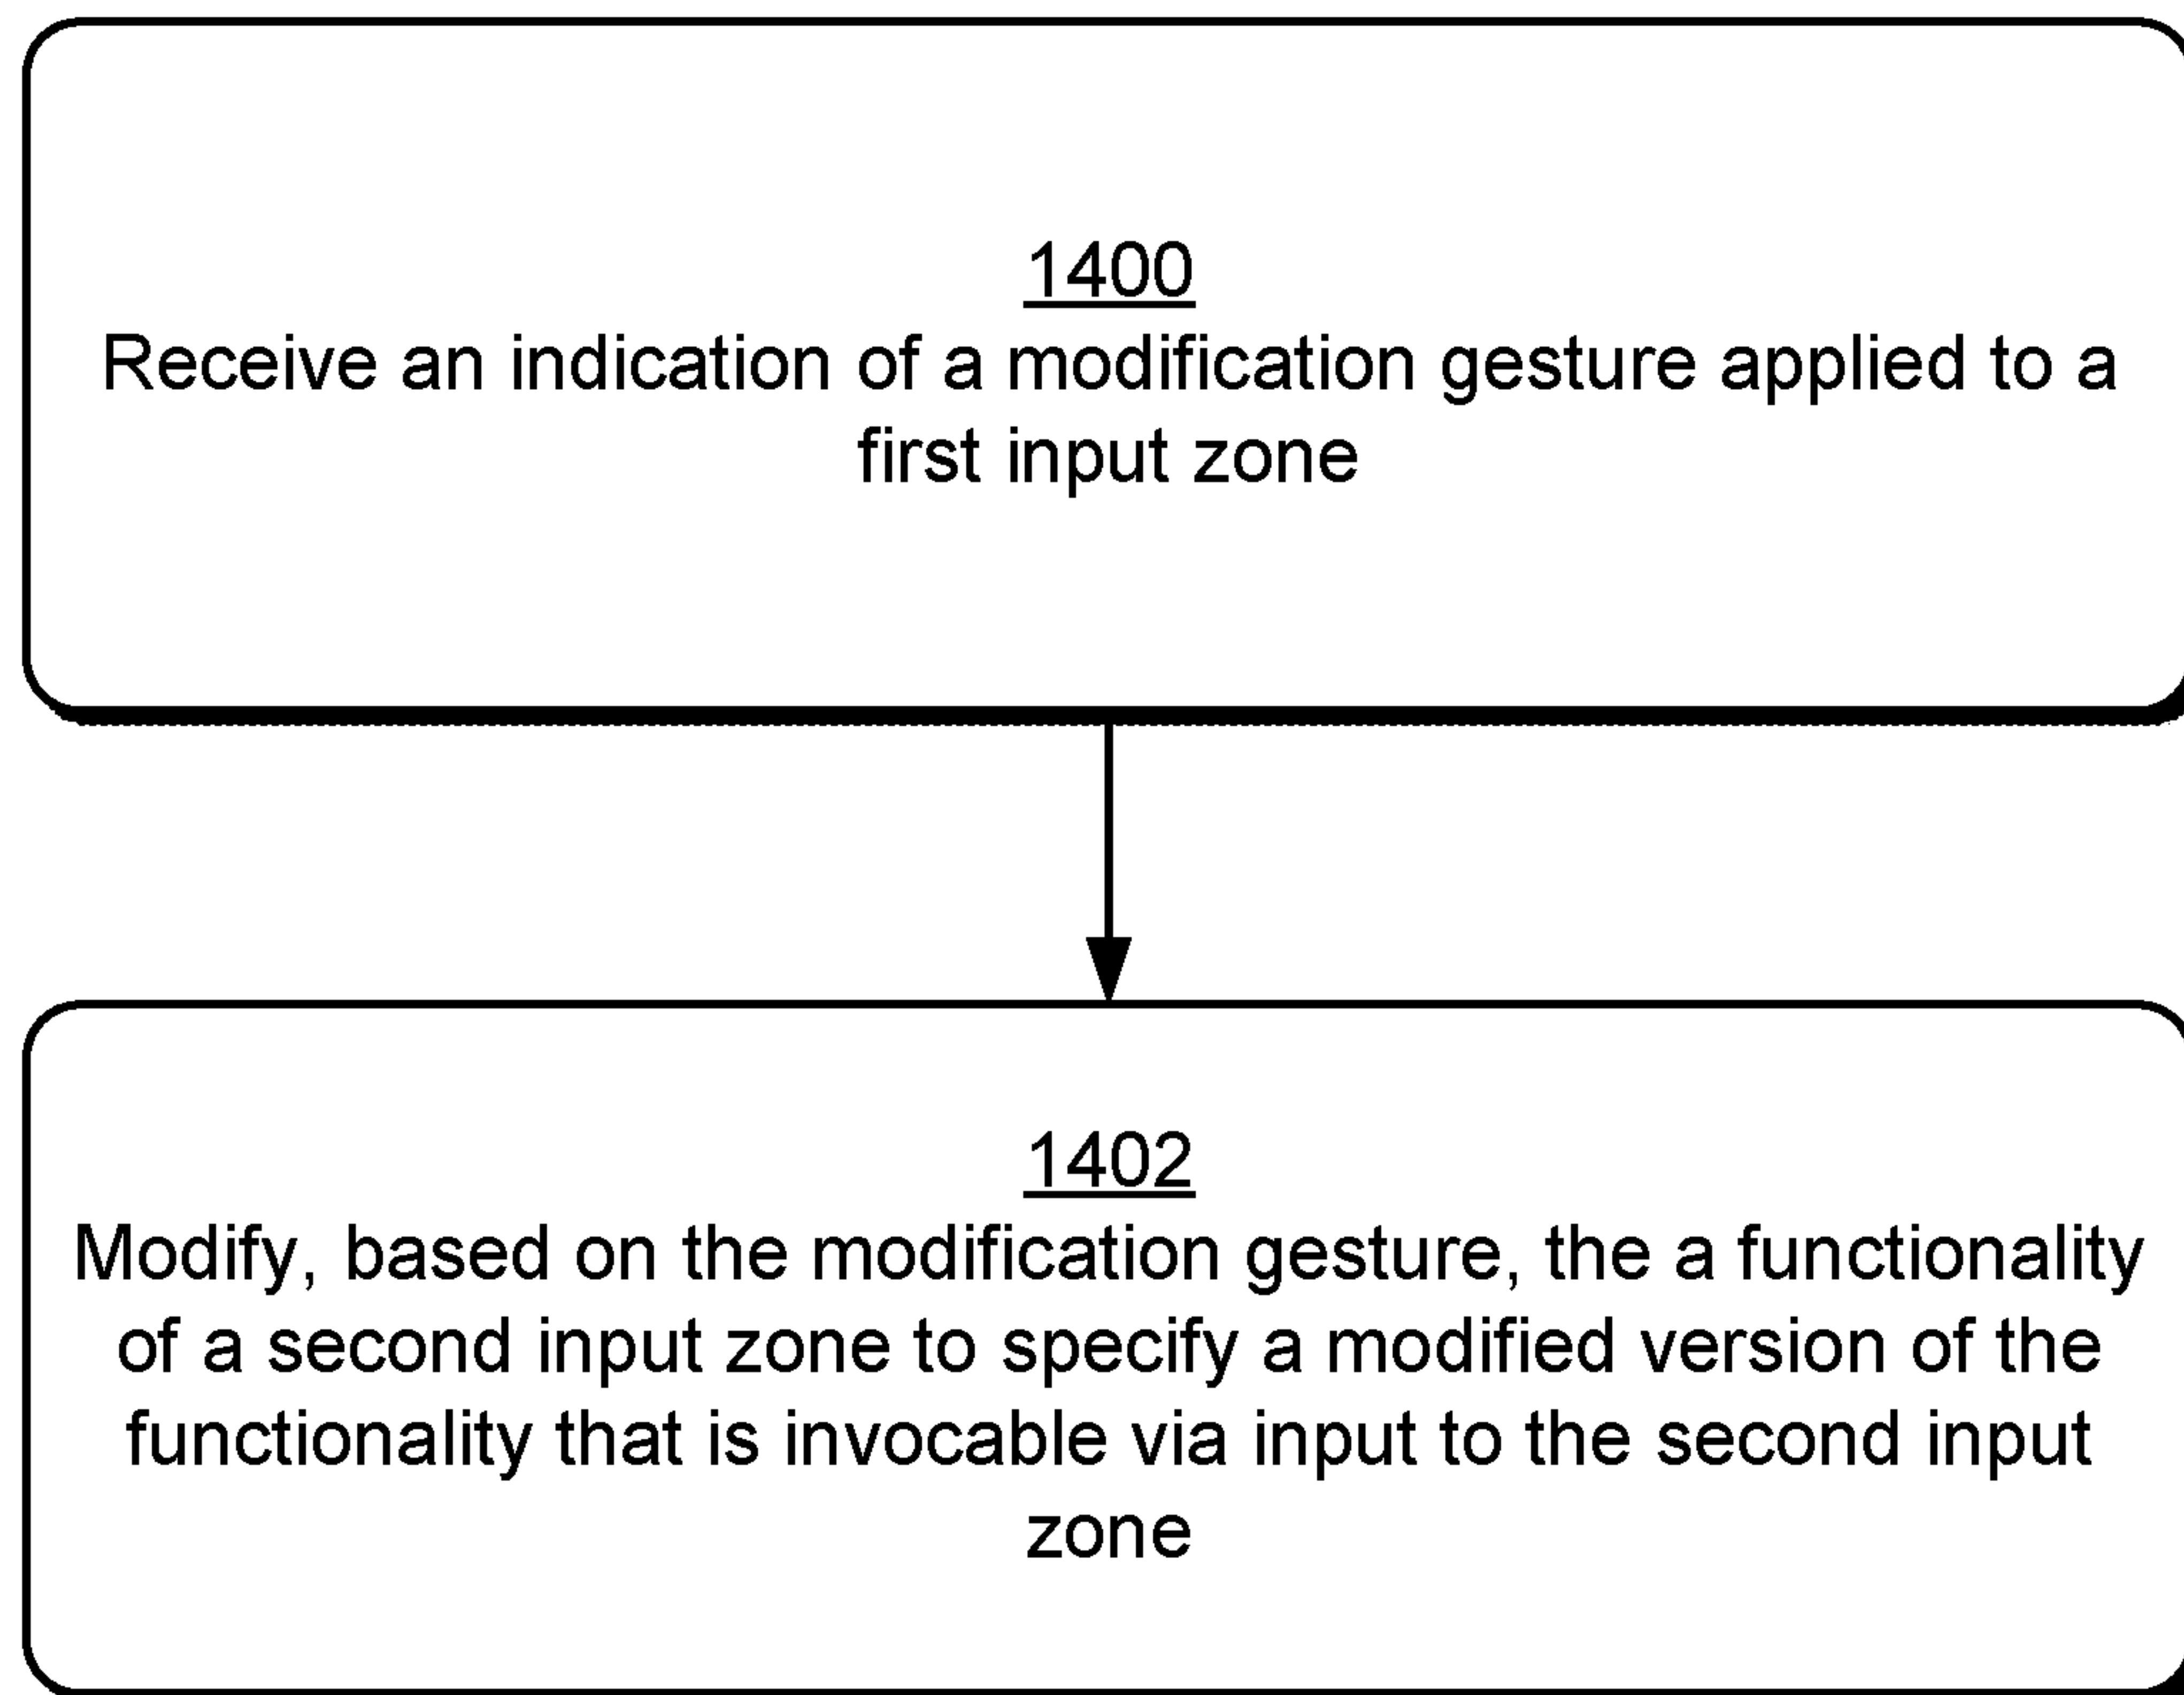 1400
Receive an indication of a modification gesture applied to a
first input zone
1402
Modify, based on the modification gesture, the a functionality
of a second input zone to specify a modified version of the
functionality that is invocable via input to the second input
zone